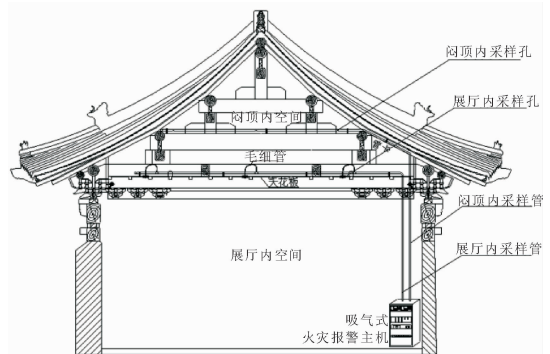 闷顶内采样孔
展厅内采样孔
闷顶内空间
毛细管
天花板
闷顶内采样管
展厅内空间
展厅内采样管
吸气式
火灾报警主机